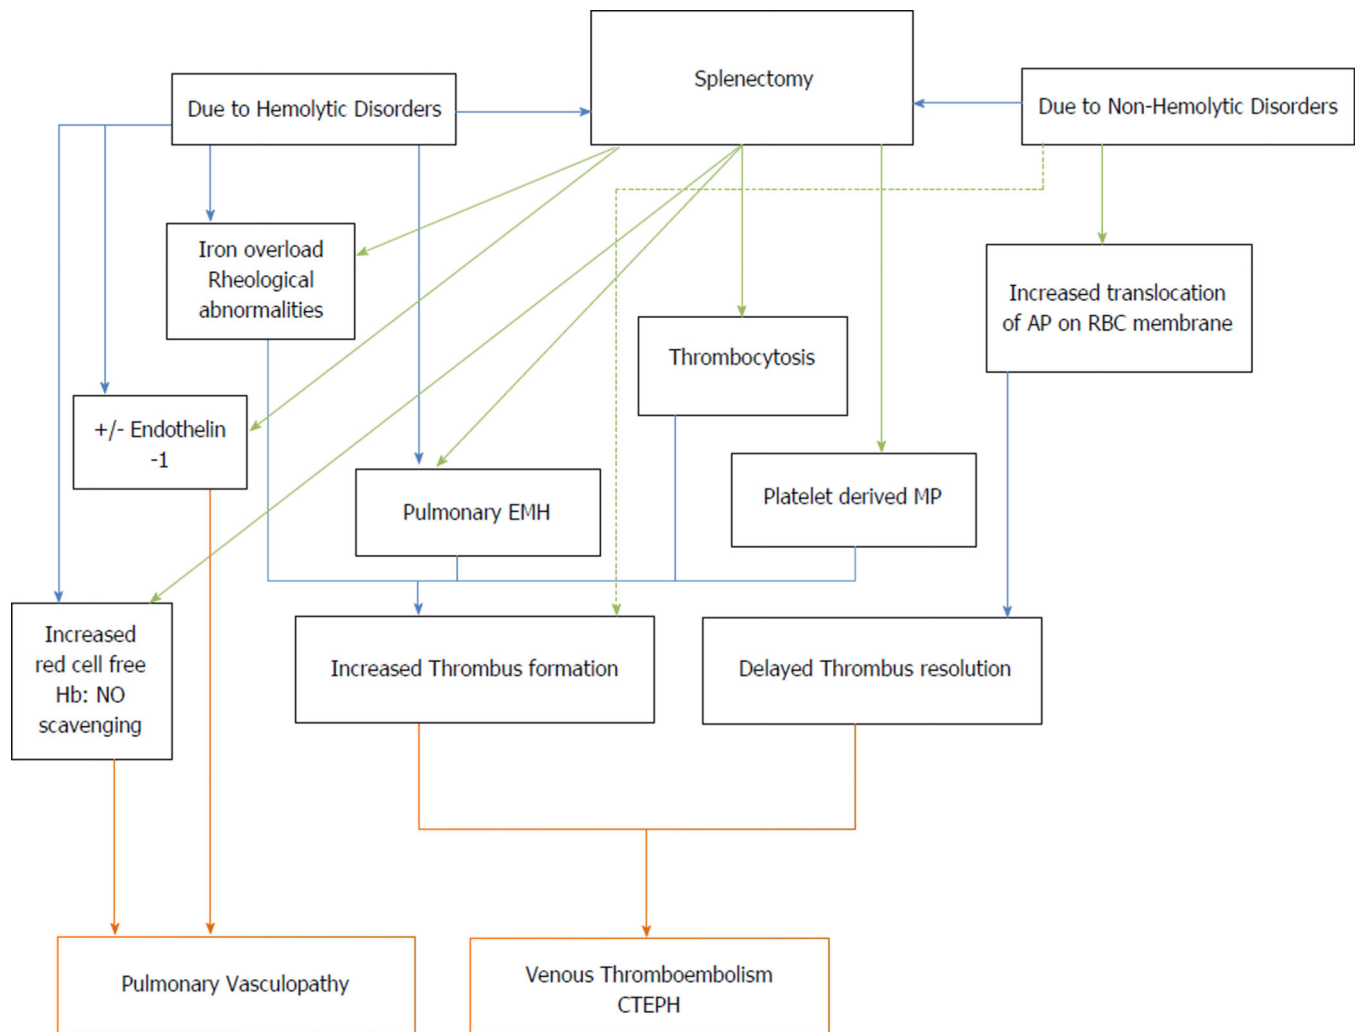 Splenectomy
Due to Hemolytic Disorders
Due to Non-Hemolytic Disorders
Iron overload
Rheological
abnormalities
Increased translocation
of AP on RBC membrane
Thrombocytosis
+/- Endothelin
-1
Pulmonary EMH
Platelet derived MP
Increased
red cell free
Hb: NO
scavenging
Increased Thrombus formation
Delayed Thrombus resolution
Pulmonary Vasculopathy
Venous Thromboembolism
CTEPH